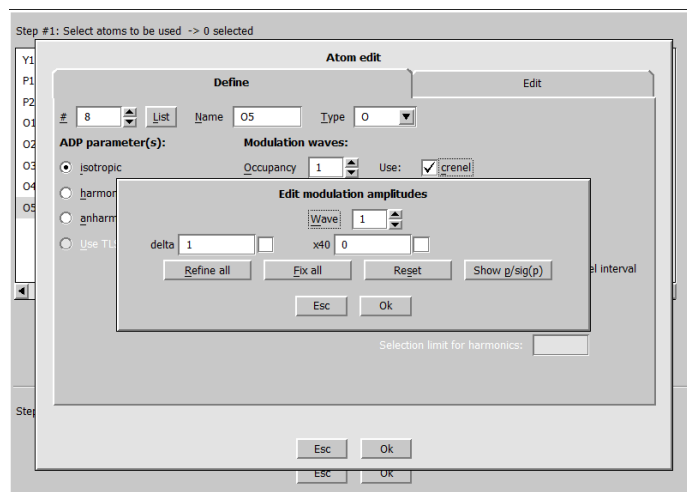 Step #1: Select atoms to be used -> 0 selected
Atom edit
Y1
P1
P2
O1
O2
O3
O4
O5
Define Edit
# 8 List Name O5 Type O
ADP parameter(s): Modulation waves:
isotropic Occupancy 1 Use: crenel
harmon
anharm
Use TLS
Edit modulation amplitudes
Wave 1
delta 1 x40 0
Refine all Fix all Reset Show p/sig(p)
el interval
Esc Ok
Selection limit for harmonics:
Step
Esc Ok
Esc Ok